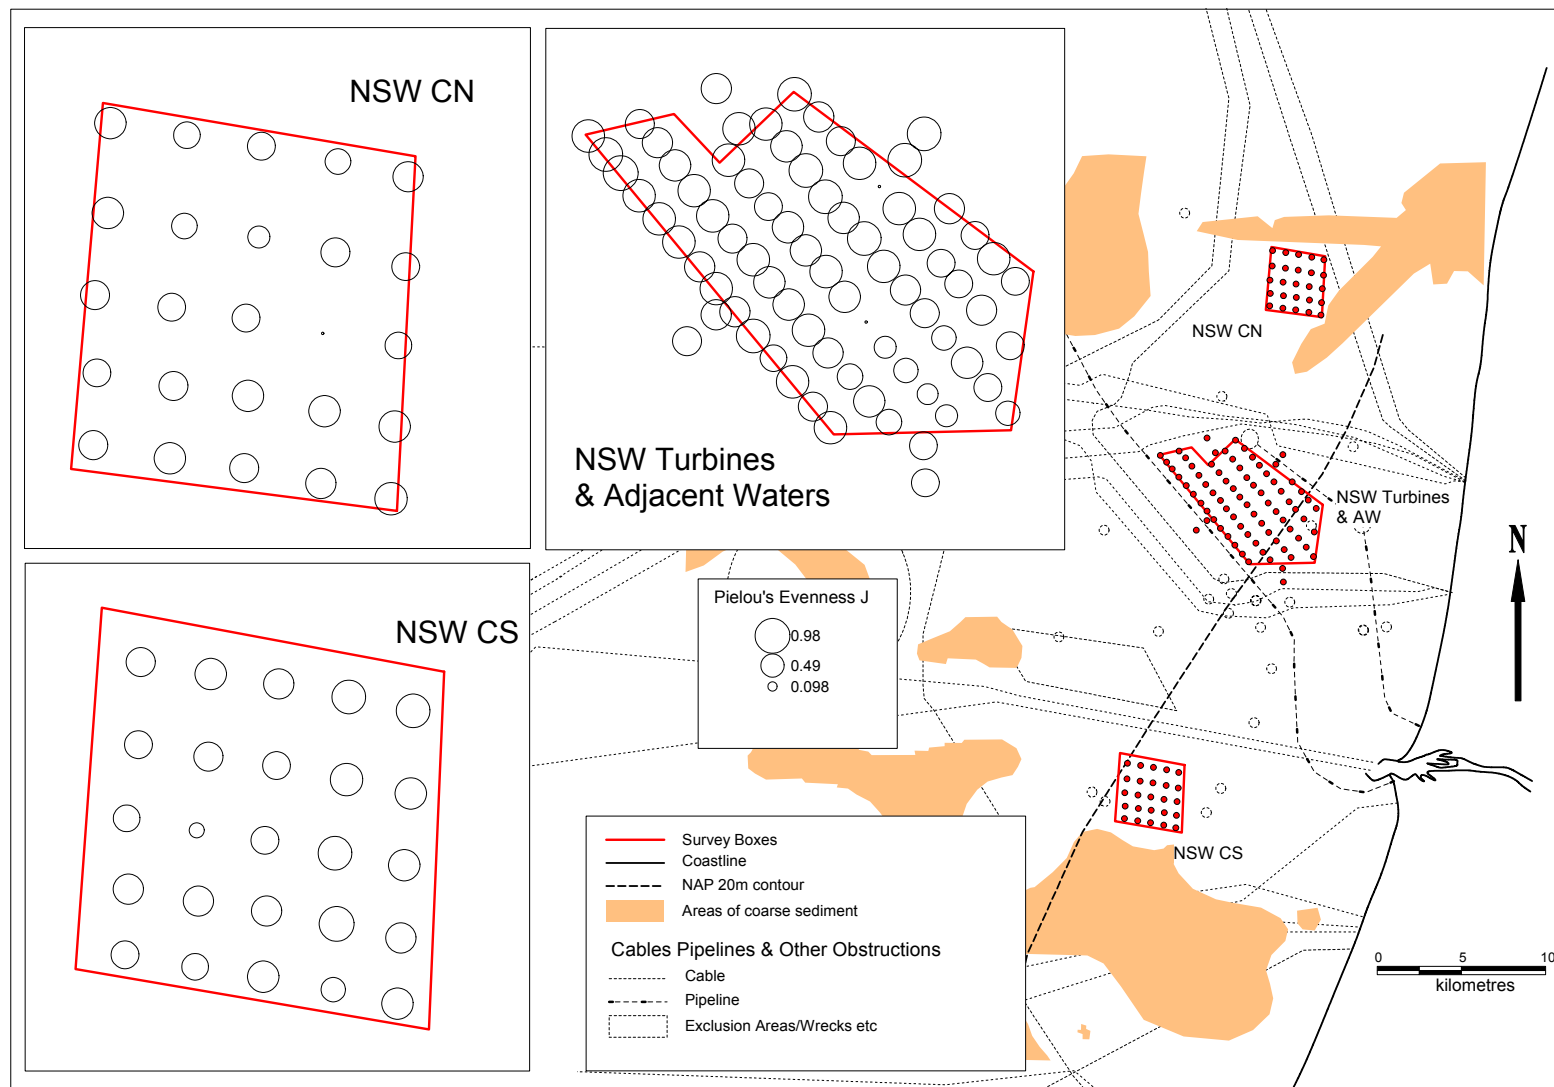 NSW CN
NSW Turbines
& Adjacent Waters
NSW CS
NSW CN
NSW Turbines
& AW
NSW CS
N
Pielou's Evenness J
0.98
0.49
0.098
Survey Boxes
Coastline
NAP 20m contour
Areas of coarse sediment
Cables Pipelines & Other Obstructions
Cable
Pipeline
Exclusion Areas/Wrecks etc
0 5 10
kilometres